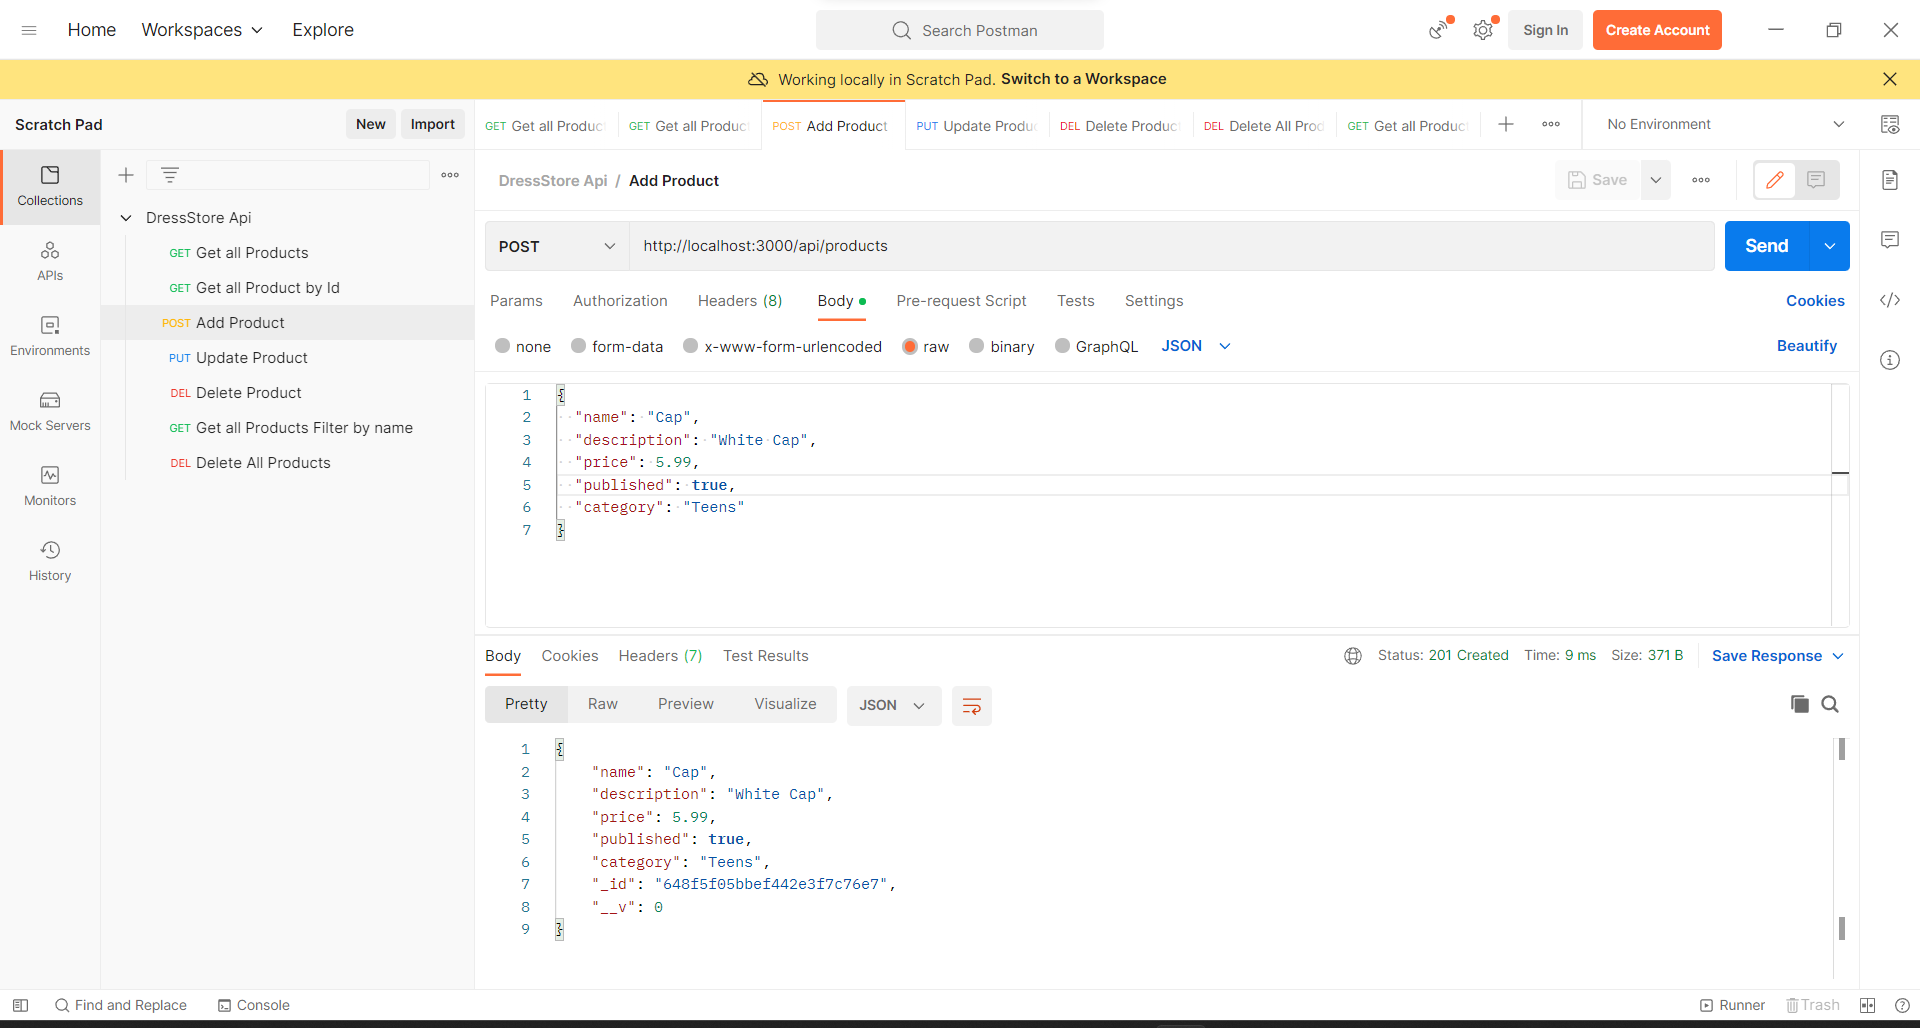 Home Workspaces Explore Search Postman Sign In Create Account
Working locally in Scratch Pad. Switch to a Workspace
Scratch Pad New Import
GET Get all Produc GET Get all Product POST Add Product PUT Update Produ DEL Delete Product DEL Delete All Prod GET Get all Product No Environment
Collections
APIs
Environments
Mock Servers
Monitors
History
DressStore Api
GET Get all Products
GET Get all Product by Id
POST Add Product
PUT Update Product
DEL Delete Product
GET Get all Products Filter by name
DEL Delete All Products
DressStore Api / Add Product Save
POST http://localhost:3000/api/products Send
Params Authorization Headers (8) Body Pre-request Script Tests Settings Cookies
none form-data x-www-form-urlencoded raw binary GraphQL JSON Beautify
1 {
2 "name": "Cap",
3 "description": "White Cap",
4 "price": 5.99,
5 "published": true,
6 "category": "Teens"
7 }
Body Cookies Headers (7) Test Results Status: 201 Created Time: 9 ms Size: 371 B Save Response
Pretty Raw Preview Visualize JSON
1 {
2 "name": "Cap",
3 "description": "White Cap",
4 "price": 5.99,
5 "published": true,
6 "category": "Teens",
7 "_id": "648f5f05bbef442e3f7c76e7",
8 "__v": 0
9 }
Find and Replace Console Runner Trash